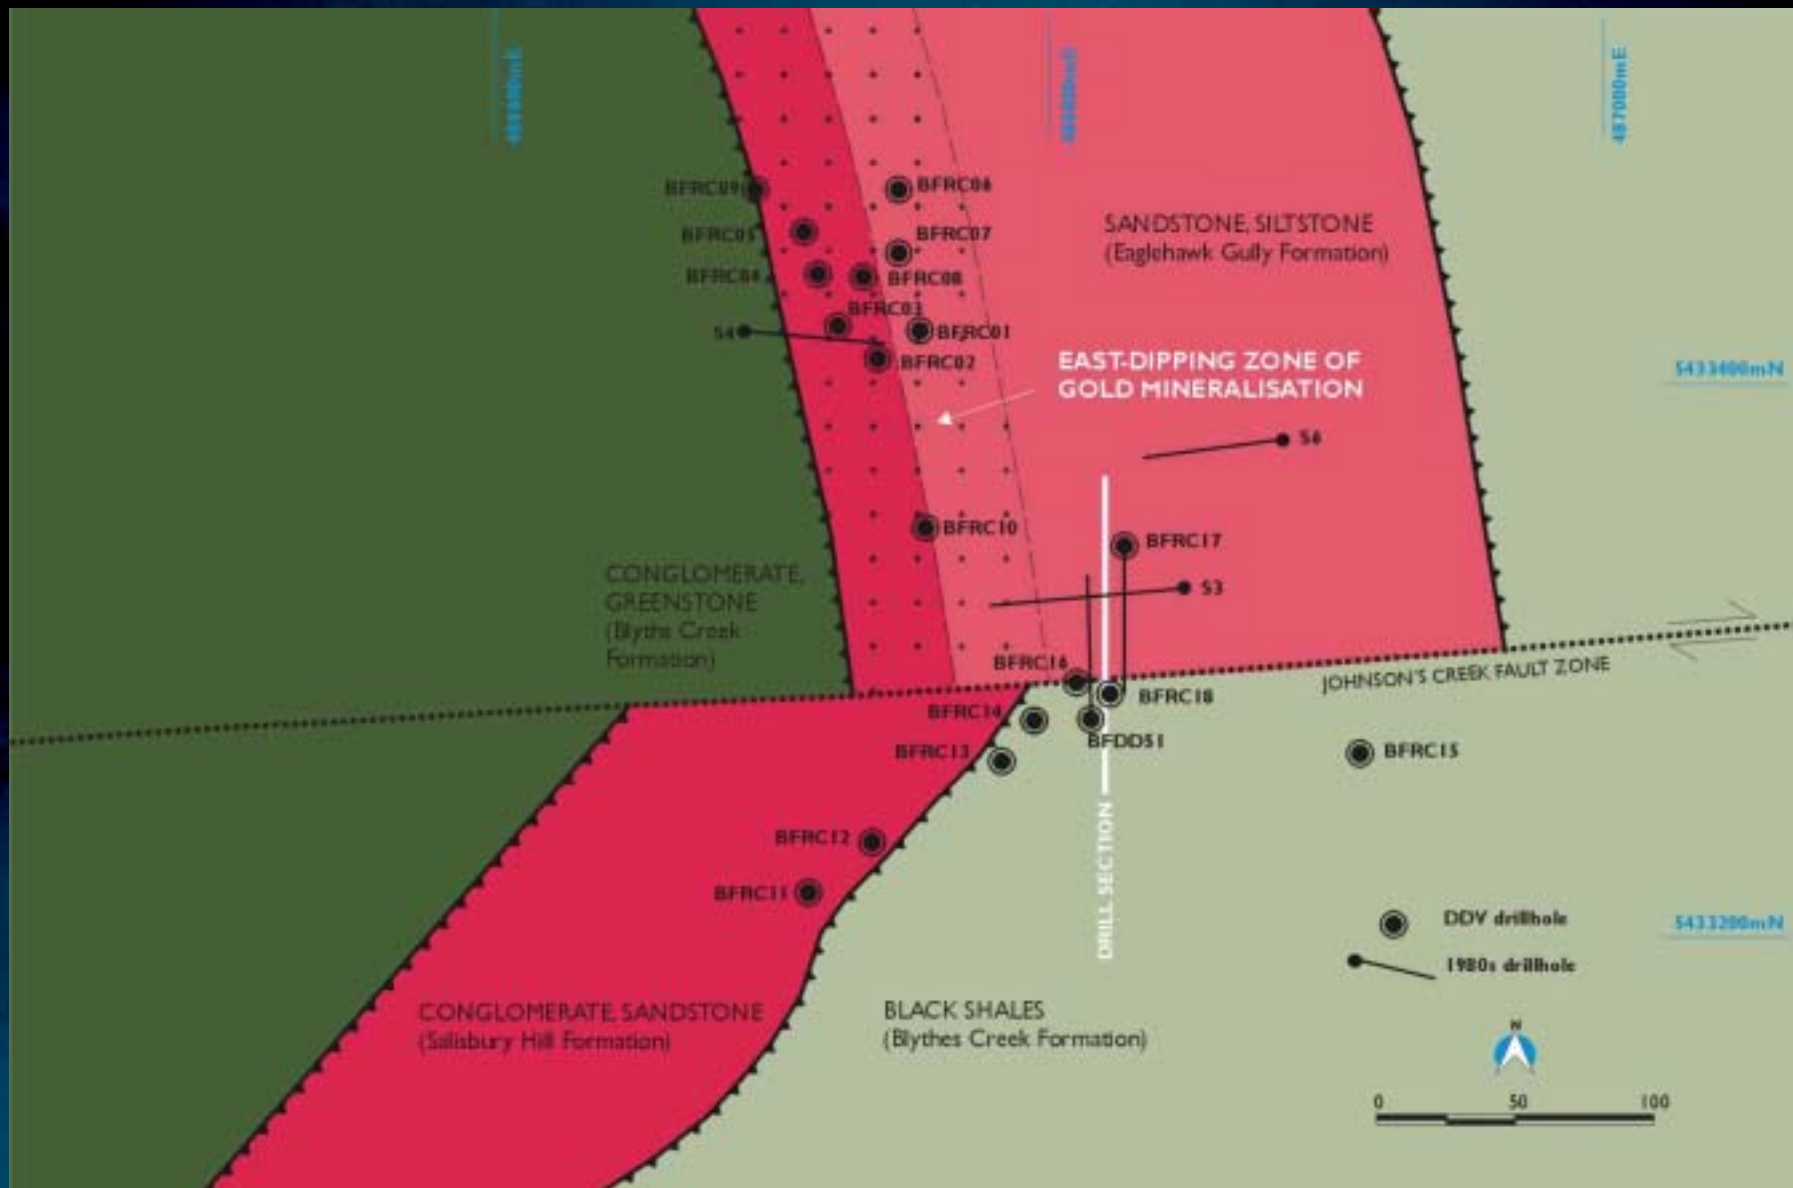 486600mE
486800mE
487000mE
BFRC09
BFRC06
BFRC05
BFRC07
SANDSTONE, SILTSTONE
(Eaglehawk Gully Formation)
BFRC04
BFRC08
BFRC03
S4
BFRC01
BFRC02
EAST-DIPPING ZONE OF
GOLD MINERALISATION
5433400mN
S6
BFRC10
BFRC17
CONGLOMERATE,
GREENSTONE
(Blyths Creek
Formation)
S3
BFRC16
JOHNSON'S CREEK FAULT ZONE
BFRC18
BFRC14
BFDD51
BFRC13
BFRC15
BFRC12
DRILL SECTION
BFRC11
DDV drillhole
5433200mN
1980s drillhole
CONGLOMERATE, SANDSTONE
(Salisbury Hill Formation)
BLACK SHALES
(Blythes Creek Formation)
N
0 50 100